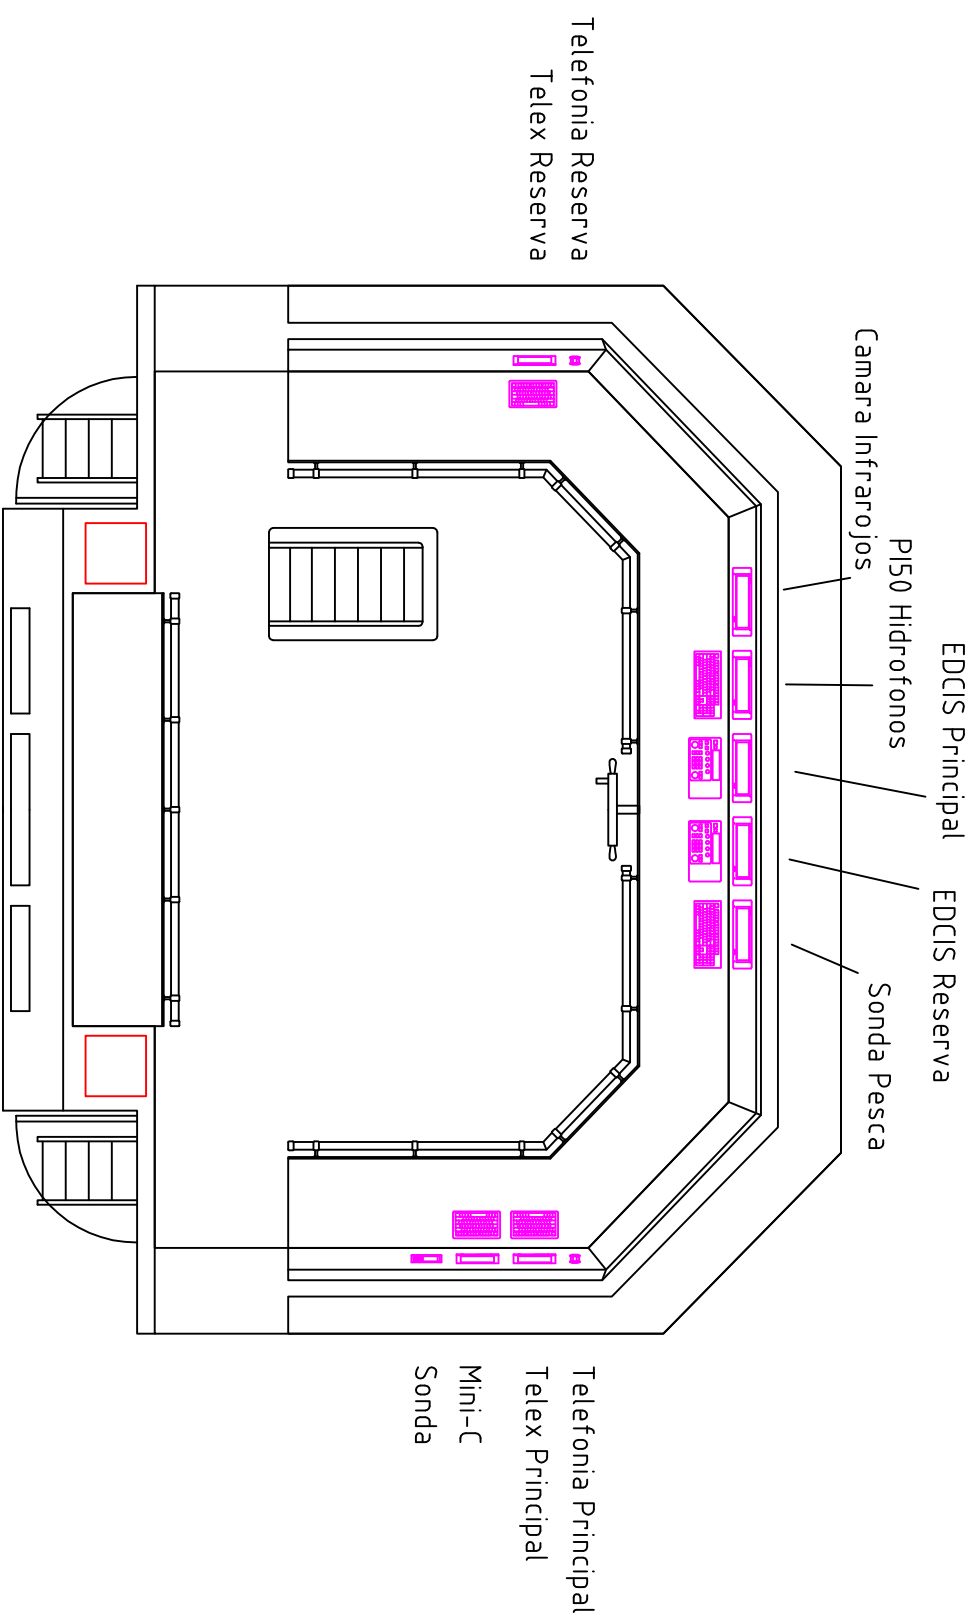 Telefonia Reserva
Telex Reserva
Camara Infrarojos
PI50 Hidrofonos
EDCIS Principal
EDCIS Reserva
Sonda Pesca
Telefonia Principal
Telex Principal
Mini-C
Sonda